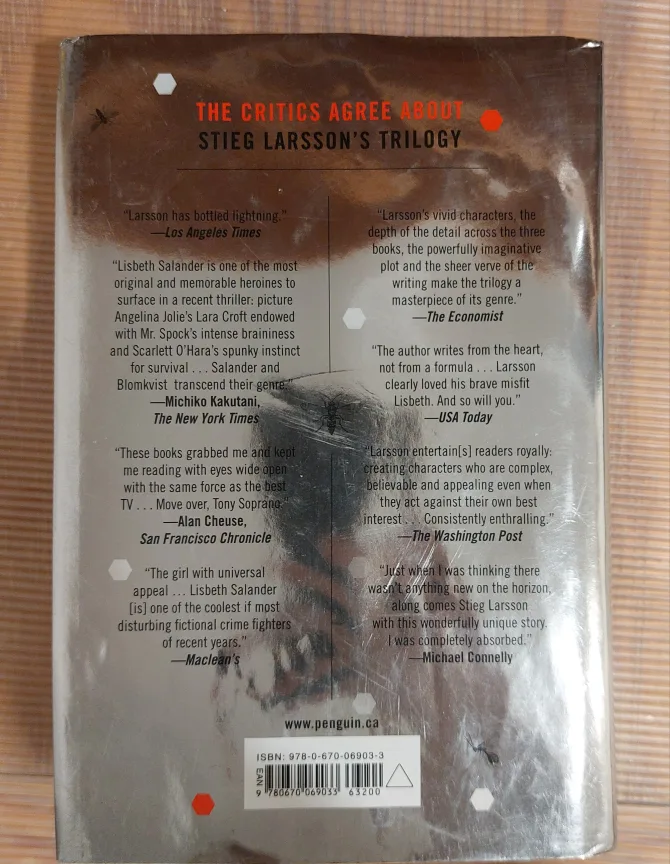 THE CRITICS AGREE ABOUT
STIEG LARSSON'S TRILOGY
“Larsson has bottled lightning.”
—Los Angeles Times
“Lisbeth Salander is one of the most
original and memorable heroines to
surface in a recent thriller: picture
Angelina Jolie's Lara Croft endowed
with Mr. Spock's intense braininess
and Scarlett O'Hara's spunky instinct
for survival . . . Salander and
Blomkvist transcend their genre.”
—Michiko Kakutani,
The New York Times
“These books grabbed me and kept
me reading with eyes wide open
with the same force as the best
TV . . . Move over, Tony Soprano.”
—Alan Cheuse,
San Francisco Chronicle
“The girl with universal
appeal ... Lisbeth Salander
[is] one of the coolest if most
disturbing fictional crime fighters
of recent years.”
—Maclean's
“Larsson's vivid characters, the
depth of the detail across the three
books, the powerfully imaginative
plot and the sheer verve of the
writing make the trilogy a
masterpiece of its genre.”
—The Economist
“The author writes from the heart,
not from a formula . . . Larsson
clearly loved his brave misfit
Lisbeth. And so will you.”
—USA Today
“Larsson entertain[s] readers royally:
creating characters who are complex,
believable and appealing even when
they act against their own best
interest . . . Consistently enthralling.”
—The Washington Post
“Just when I was thinking there
wasn't anything new on the horizon,
along comes Stieg Larsson
with this wonderfully unique story.
I was completely absorbed.”
—Michael Connelly
www.penguin.ca
ISBN: 978-0-670-06903-3
EAN
9 780670 069033 63200